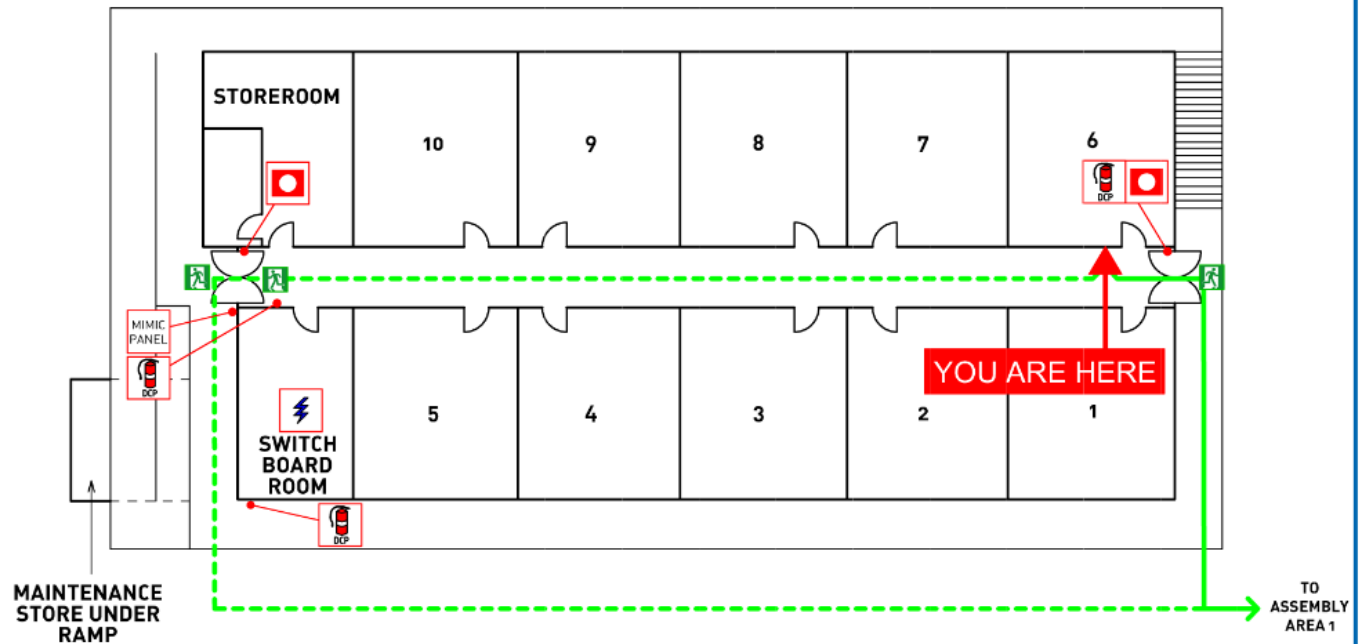 STOREROOM
10
9
8
7
6
DCP
MIMIC
PANEL
DCP
YOU ARE HERE
SWITCH
BOARD
ROOM
5
4
3
2
1
DCP
MAINTENANCE
STORE UNDER
RAMP
TO
ASSEMBLY
AREA 1